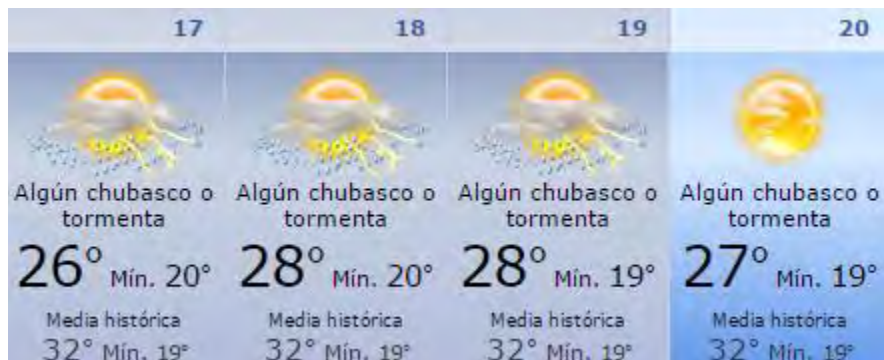 17
Algún chubasco o
tormenta
26° Mín. 20°
Media histórica
32° Mín. 19°
18
Algún chubasco o
tormenta
28° Mín. 20°
Media histórica
32° Mín. 19°
19
Algún chubasco o
tormenta
28° Mín. 19°
Media histórica
32° Mín. 19°
20
Algún chubasco o
tormenta
27° Mín. 19°
Media histórica
32° Mín. 19°